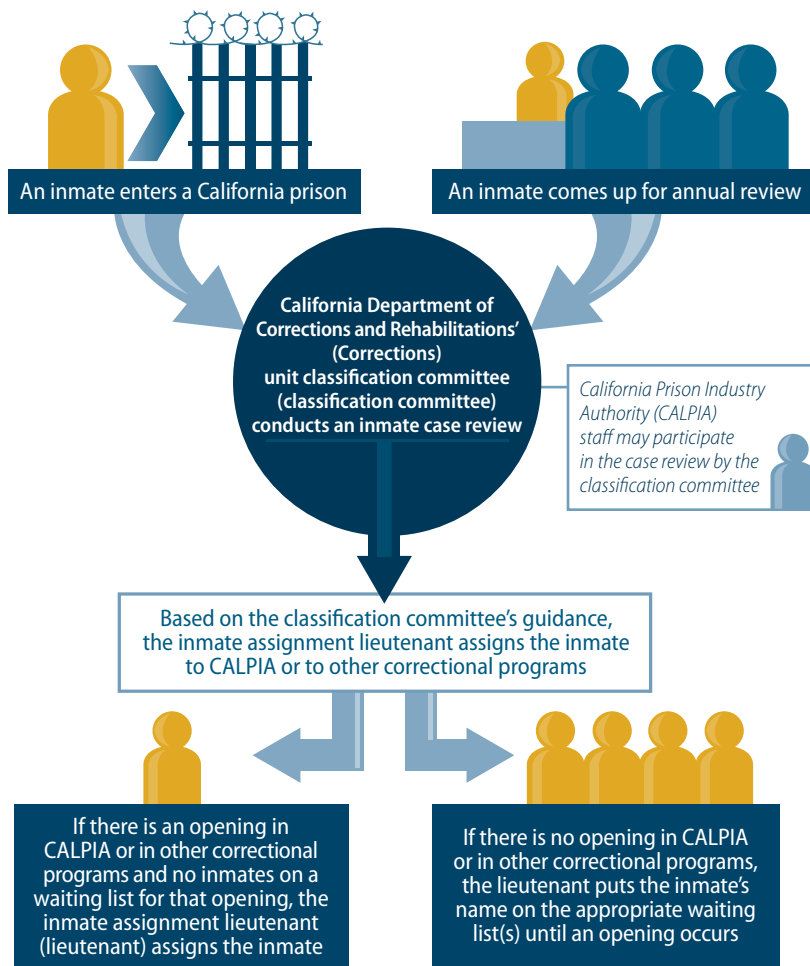 An inmate enters a California prison
An inmate comes up for annual review
California Department of
Corrections and Rehabilitations’
(Corrections)
unit classification committee
(classification committee)
conducts an inmate case review
California Prison Industry
Authority (CALPIA)
staff may participate
in the case review by the
classification committee
Based on the classification committee’s guidance,
the inmate assignment lieutenant assigns the inmate
to CALPIA or to other correctional programs
If there is an opening in
CALPIA or in other correctional
programs and no inmates on a
waiting list for that opening, the
inmate assignment lieutenant
(lieutenant) assigns the inmate
If there is no opening in CALPIA
or in other correctional programs,
the lieutenant puts the inmate’s
name on the appropriate waiting
list(s) until an opening occurs